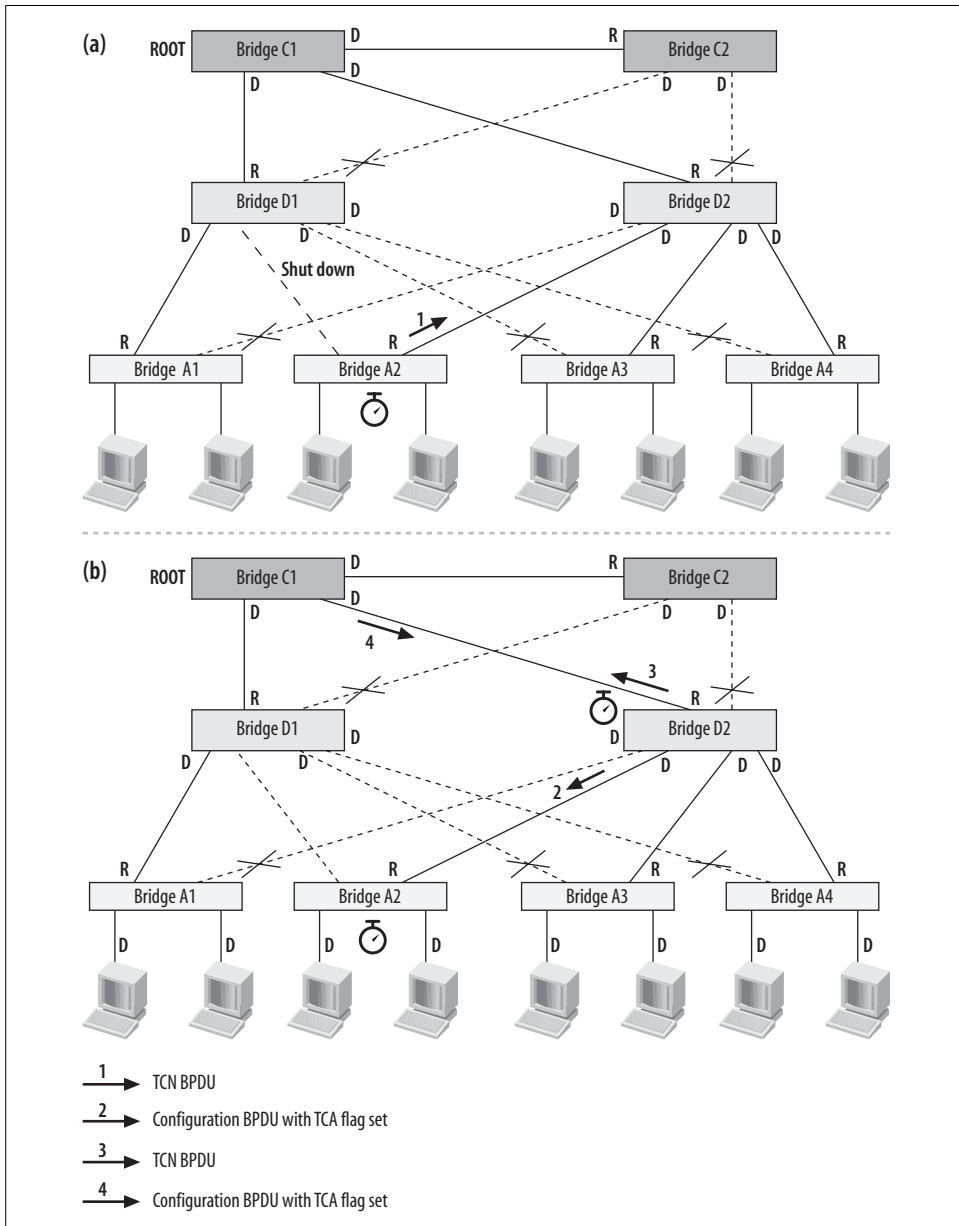 (a)
ROOT Bridge C1 D R Bridge C2
D D D D
R R
Bridge D1 D D Bridge D2
D D D D D
Shut down
1
R R R R
Bridge A1 Bridge A2 Bridge A3 Bridge A4
(b)
ROOT Bridge C1 D R Bridge C2
D D D D
4
3
R R
Bridge D1 D D Bridge D2
D D D D D
2
R R R R
Bridge A1 Bridge A2 Bridge A3 Bridge A4
D D D D D D D D
1 TCN BPDU
2 Configuration BPDU with TCA flag set
3 TCN BPDU
4 Configuration BPDU with TCA flag set